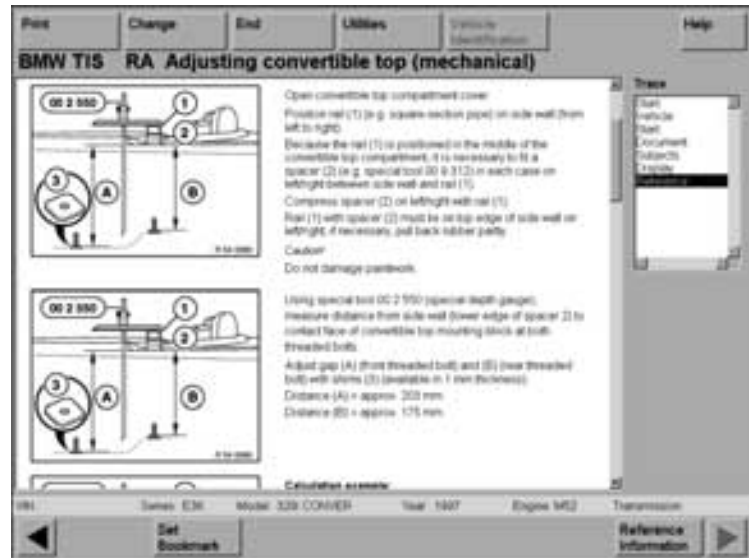 Print Change End Utilities Vehicle Identification Help
BMW TIS RA Adjusting convertible top (mechanical)
Open convertible top compartment cover.
Position rail (1) (e.g. square-section pipe) on side wall (from
left to right).
Because the rail (1) is positioned in the middle of the
convertible top compartment, it is necessary to fit a
spacer (2) (e.g. special tool 00 9 312) in each case on
left/right between side wall and rail (1).
Compress spacer (2) on left/right with rail (1).
Rail (1) with spacer (2) must be on top edge of side wall on
left/right; if necessary, pull back rubber partly.
Caution!
Do not damage paintwork.
00 2 550
1
2
3
A
B
Using special tool 00 2 550 (special depth gauge),
measure distance from side wall (lower edge of spacer 2) to
contact face of convertible top mounting block at both
threaded bolts.
Adjust gap (A) (front threaded bolt) and (B) (rear threaded
bolt) with shims (3) (available in 1 mm thickness).
Distance (A) = approx. 203 mm
Distance (B) = approx. 175 mm
00 2 550
1
2
3
A
B
Calculation example:
Trace
Start
Vehicle
Start
Document
Subjects
Display
Reference
VIN: Series E36 Model 328 CONVER Year 1997 Engine M52 Transmission
Set Bookmark
Reference Information